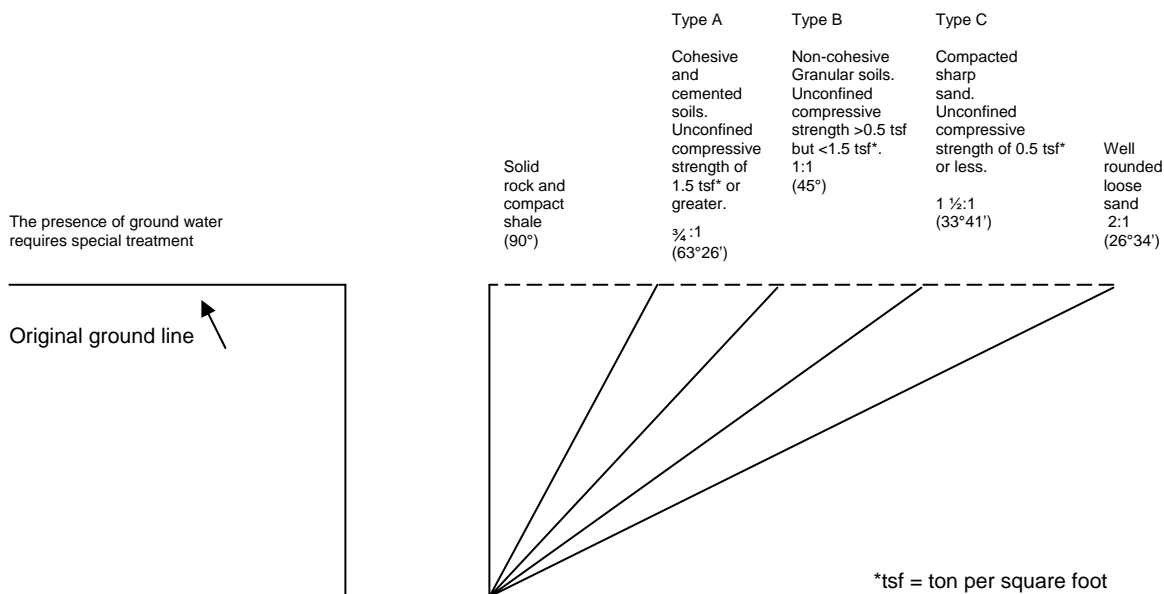 The presence of ground water
requires special treatment
Original ground line
Solid
rock and
compact
shale
(90°)
Type A
Cohesive
and
cemented
soils.
Unconfined
compressive
strength of
1.5 tsf* or
greater.
¾ :1
(63°26’)
Type B
Non-cohesive
Granular soils.
Unconfined
compressive
strength >0.5 tsf
but <1.5 tsf*.
1:1
(45°)
Type C
Compacted
sharp
sand.
Unconfined
compressive
strength of 0.5 tsf*
or less.
1 ½:1
(33°41’)
Well
rounded
loose
sand
2:1
(26°34’)
*tsf = ton per square foot